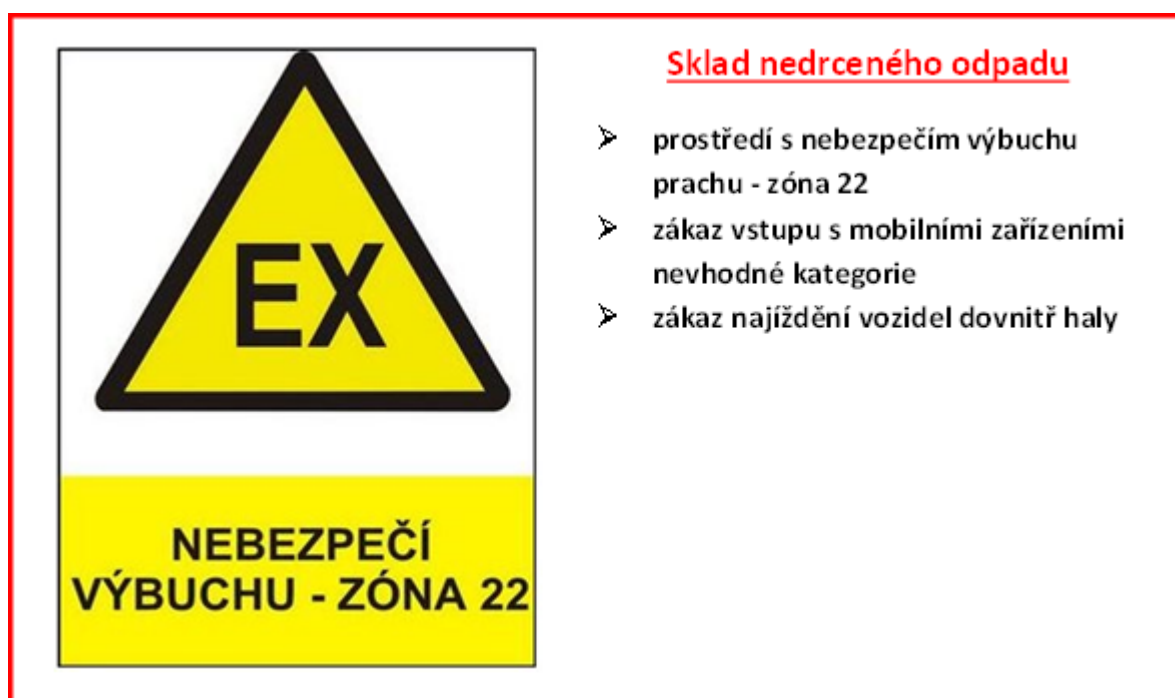 EX
NEBEZPEČÍ
VÝBUCHU - ZÓNA 22
Sklad nedrceného odpadu
➢ prostředí s nebezpečím výbuchu
prachu - zóna 22
➢ zákaz vstupu s mobilními zařízeními
nevhodné kategorie
➢ zákaz najíždění vozidel dovnitř haly